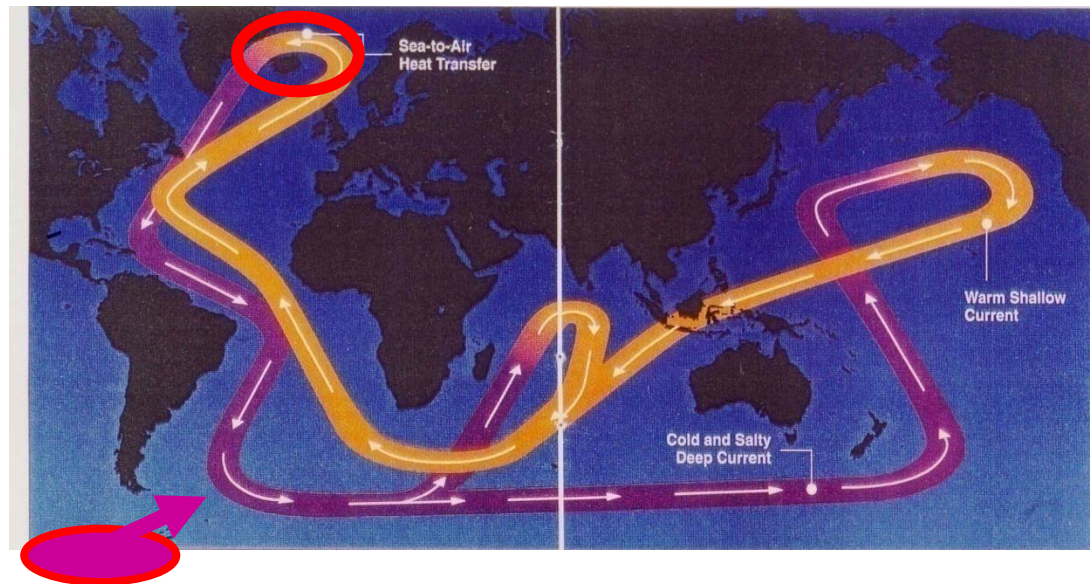 Sea-to-Air
Heat Transfer
Warm Shallow
Current
Cold and Salty
Deep Current